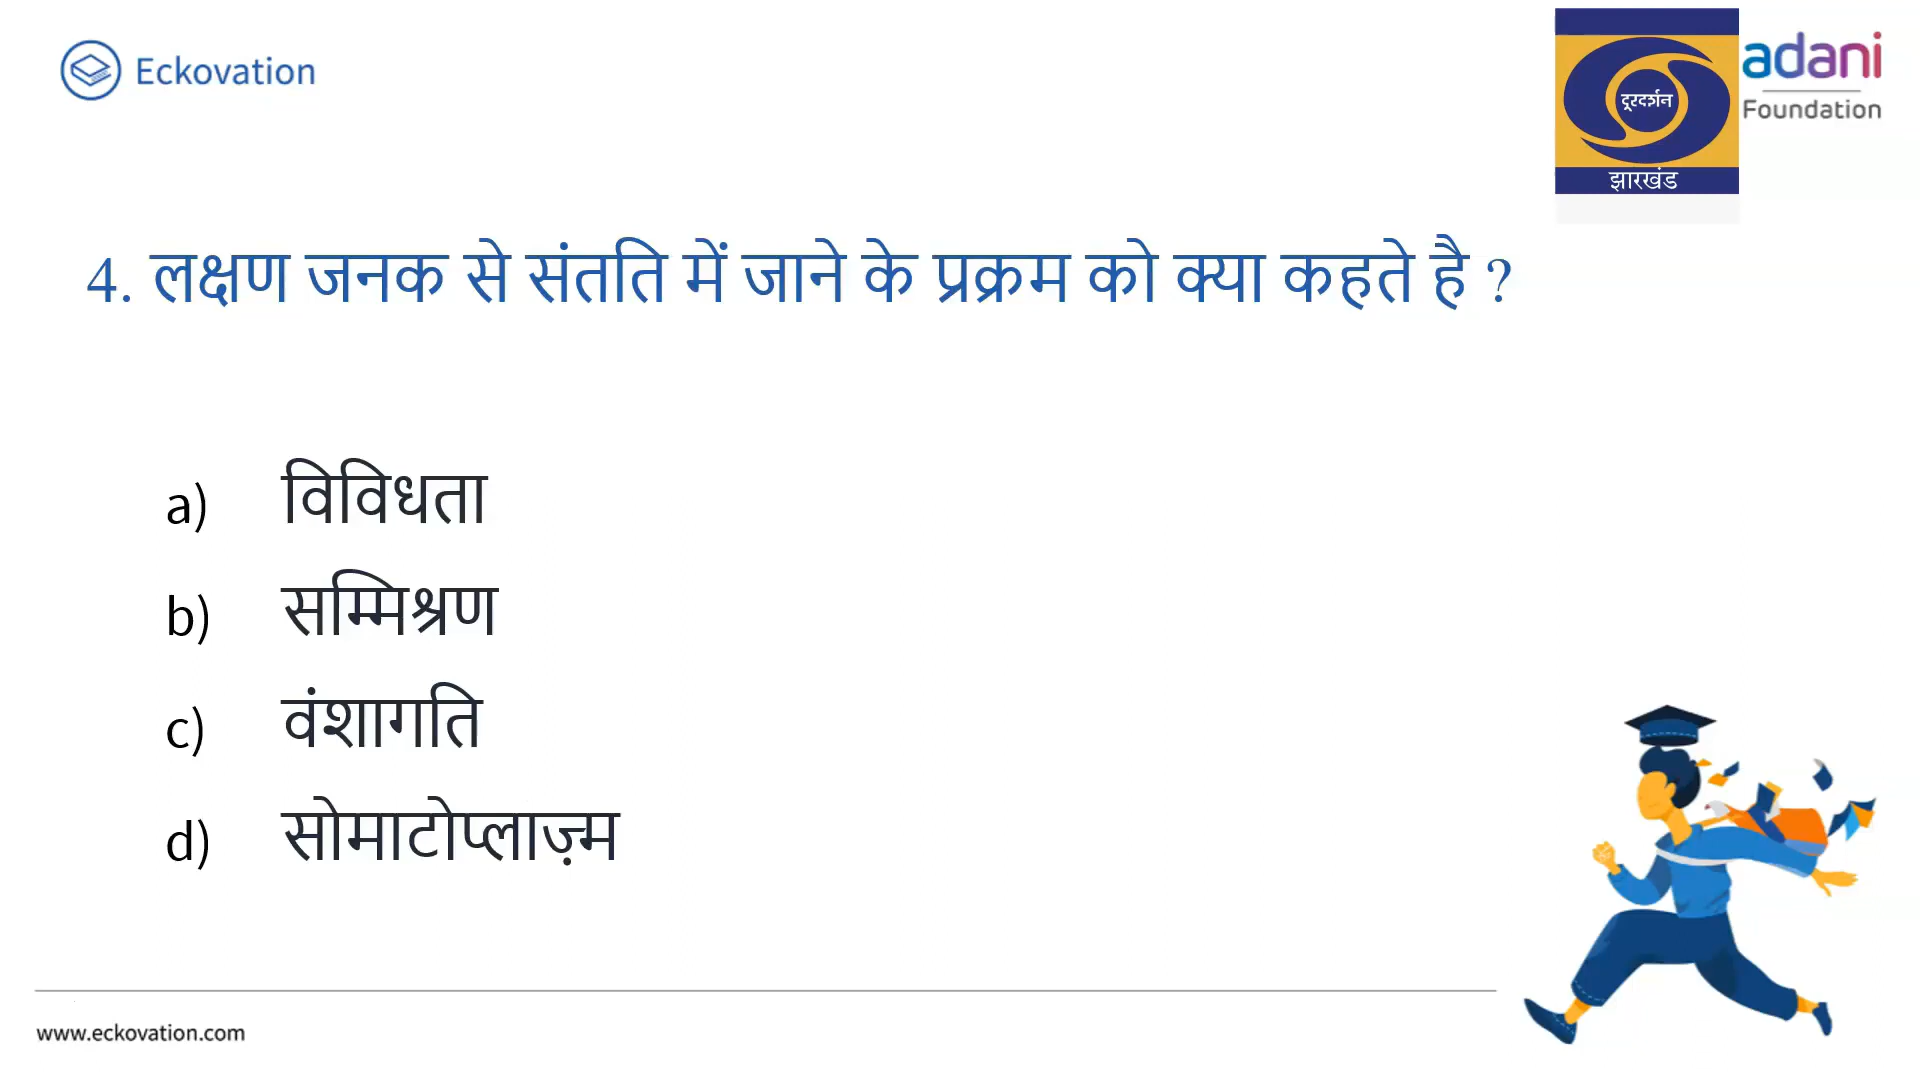 Eckovation
दूरदर्शन
झारखंड
adani
Foundation
4. लक्षण जनक से संतति में जाने के प्रक्रम को क्या कहते है ?
a) विविधता
b) सम्मिश्रण
c) वंशागति
d) सोमाटोप्लाज़्म
www.eckovation.com